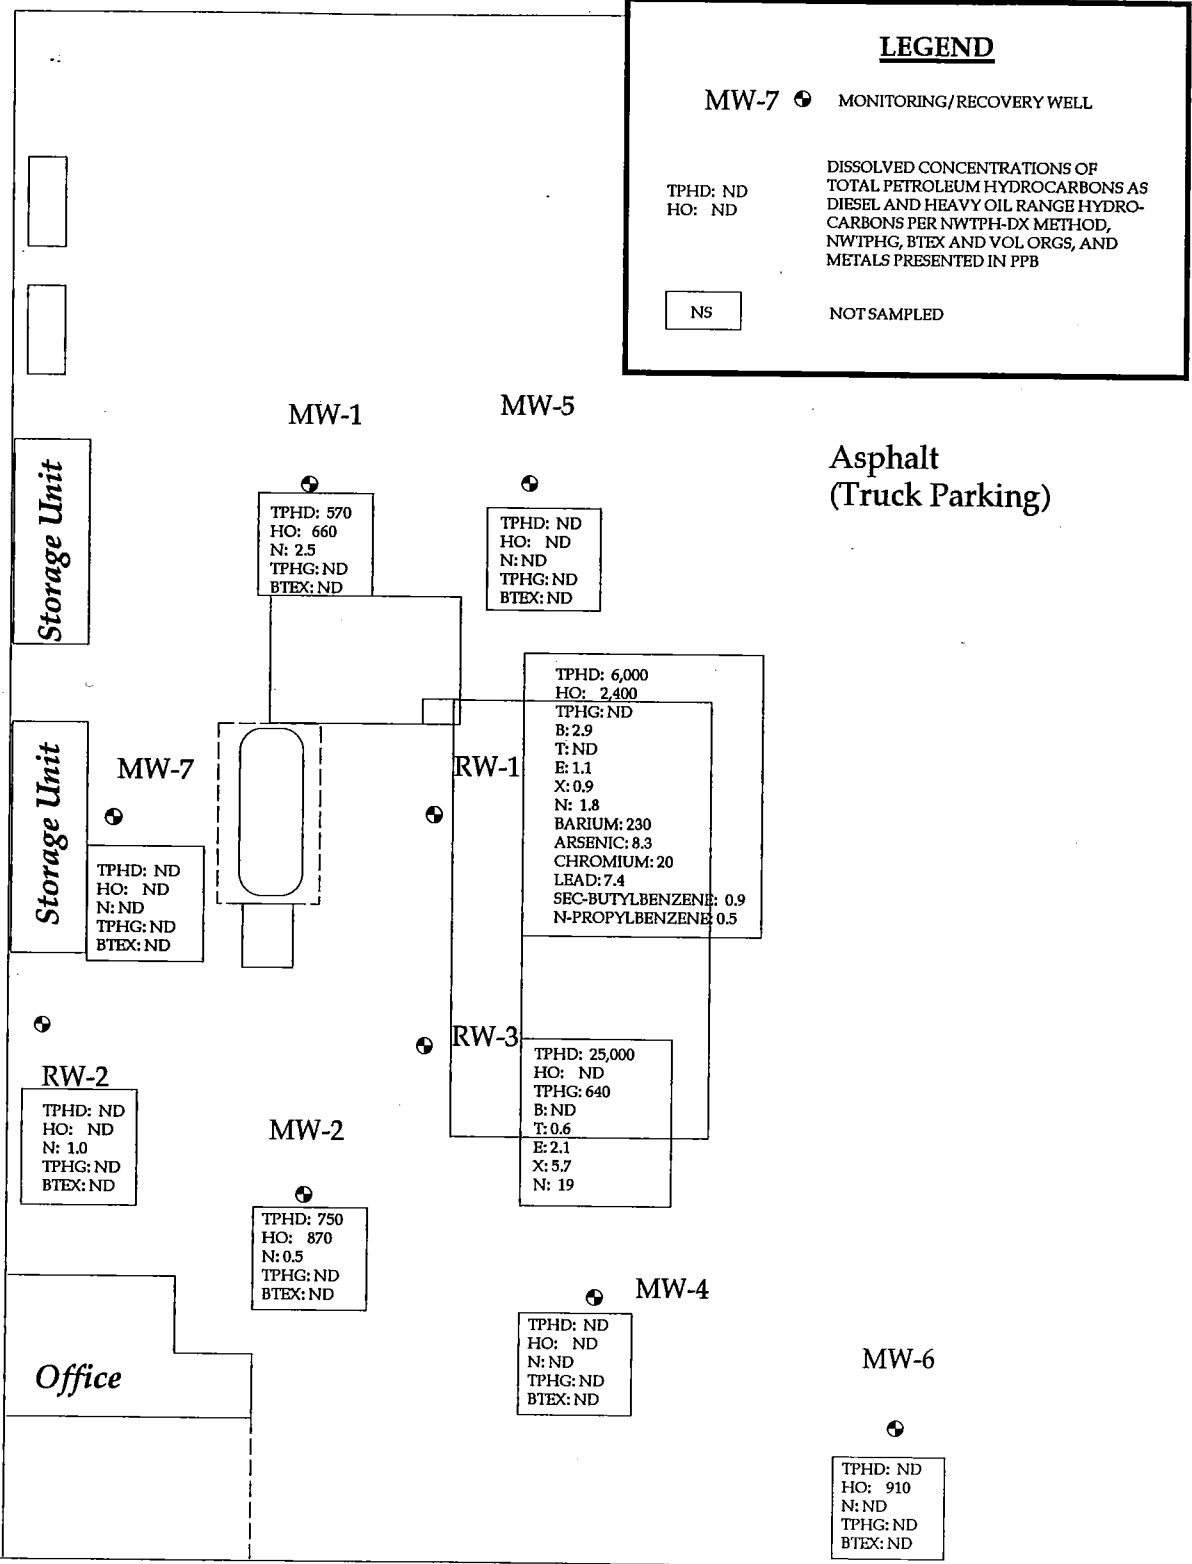 LEGEND
MW-7 MONITORING/RECOVERY WELL
TPHD: ND
HO: ND
DISSOLVED CONCENTRATIONS OF
TOTAL PETROLEUM HYDROCARBONS AS
DIESEL AND HEAVY OIL RANGE HYDRO-
CARBONS PER NWTPH-DX METHOD,
NWTPHG, BTEX AND VOL ORGS, AND
METALS PRESENTED IN PPB
NS
NOT SAMPLED
MW-1
TPHD: 570
HO: 660
N: 2.5
TPHG: ND
BTEX: ND
MW-5
TPHD: ND
HO: ND
N: ND
TPHG: ND
BTEX: ND
Asphalt
(Truck Parking)
Storage Unit
Storage Unit
MW-7
TPHD: ND
HO: ND
N: ND
TPHG: ND
BTEX: ND
RW-1
TPHD: 6,000
HO: 2,400
TPHG: ND
B: 2.9
T: ND
E: 1.1
X: 0.9
N: 1.8
BARIUM: 230
ARSENIC: 8.3
CHROMIUM: 20
LEAD: 7.4
SEC-BUTYLBENZENE: 0.9
N-PROPYLBENZENE: 0.5
RW-3
TPHD: 25,000
HO: ND
TPHG: 640
B: ND
T: 0.6
E: 2.1
X: 5.7
N: 19
RW-2
TPHD: ND
HO: ND
N: 1.0
TPHG: ND
BTEX: ND
MW-2
TPHD: 750
HO: 870
N: 0.5
TPHG: ND
BTEX: ND
MW-4
TPHD: ND
HO: ND
N: ND
TPHG: ND
BTEX: ND
Office
MW-6
TPHD: ND
HO: 910
N: ND
TPHG: ND
BTEX: ND